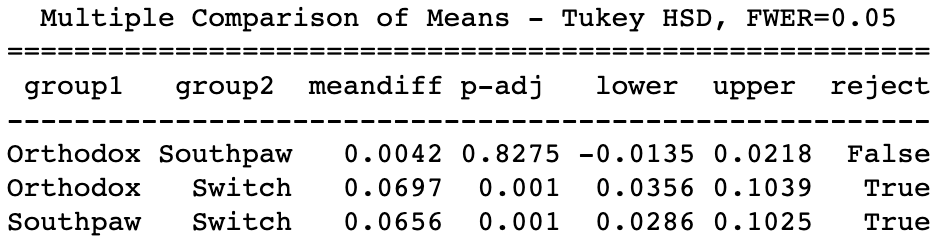 Multiple Comparison of Means - Tukey HSD, FWER=0.05
=======================================================
group1 group2 meandiff p-adj lower upper reject
-------------------------------------------------------
Orthodox Southpaw 0.0042 0.8275 -0.0135 0.0218 False
Orthodox Switch 0.0697 0.001 0.0356 0.1039 True
Southpaw Switch 0.0656 0.001 0.0286 0.1025 True